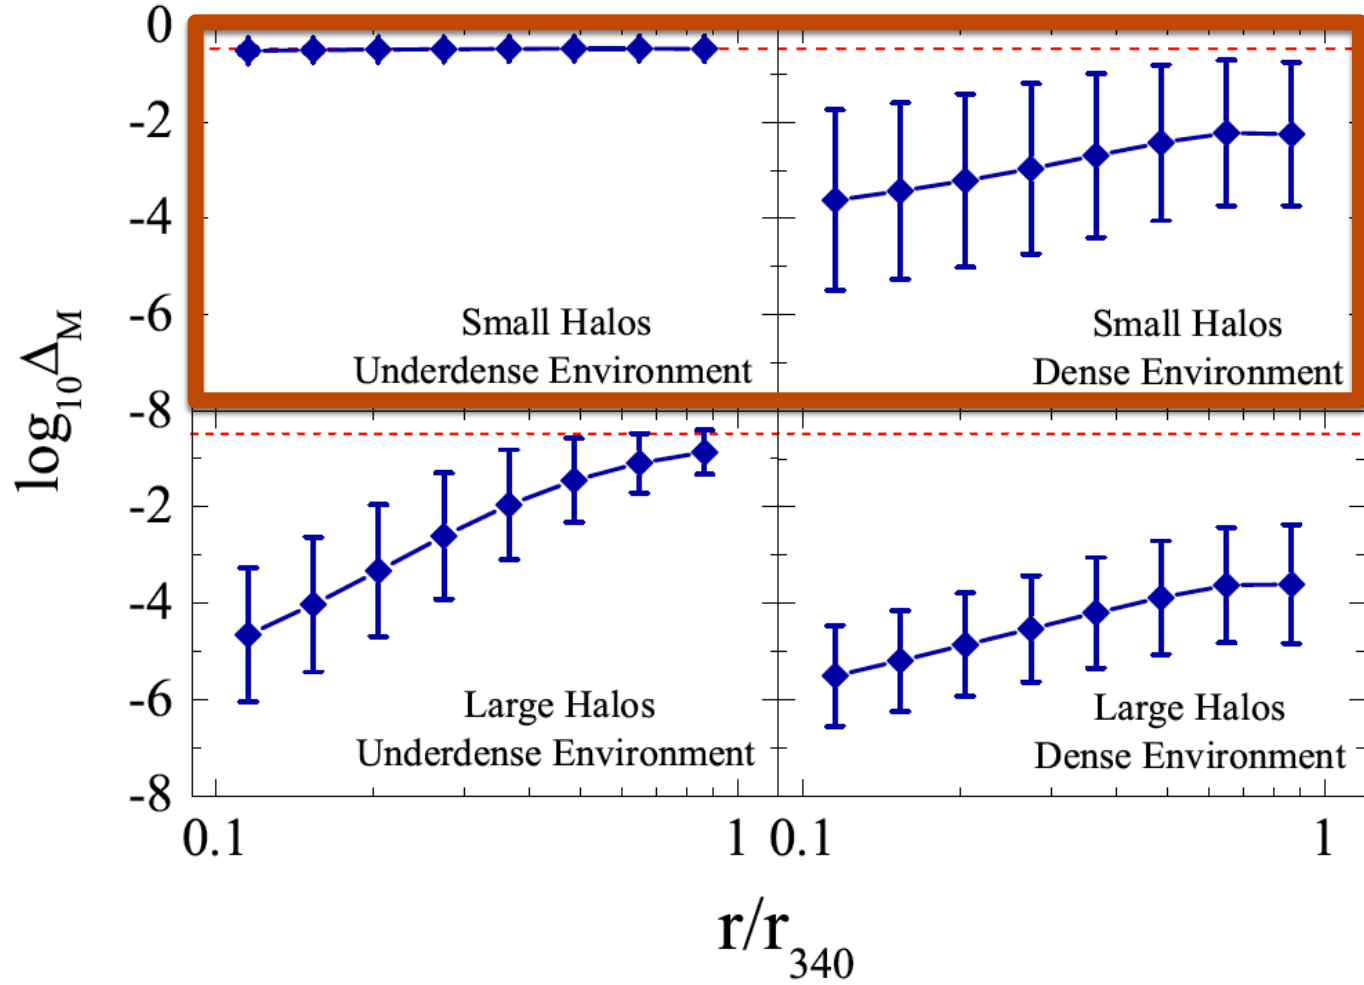 0
-2
-4
-6
-8
Small Halos
Underdense Environment
Small Halos
Dense Environment
log₁₀Δ_M
-2
-4
-6
-8
Large Halos
Underdense Environment
Large Halos
Dense Environment
0.1
1
0.1
1
r/r₃₄₀